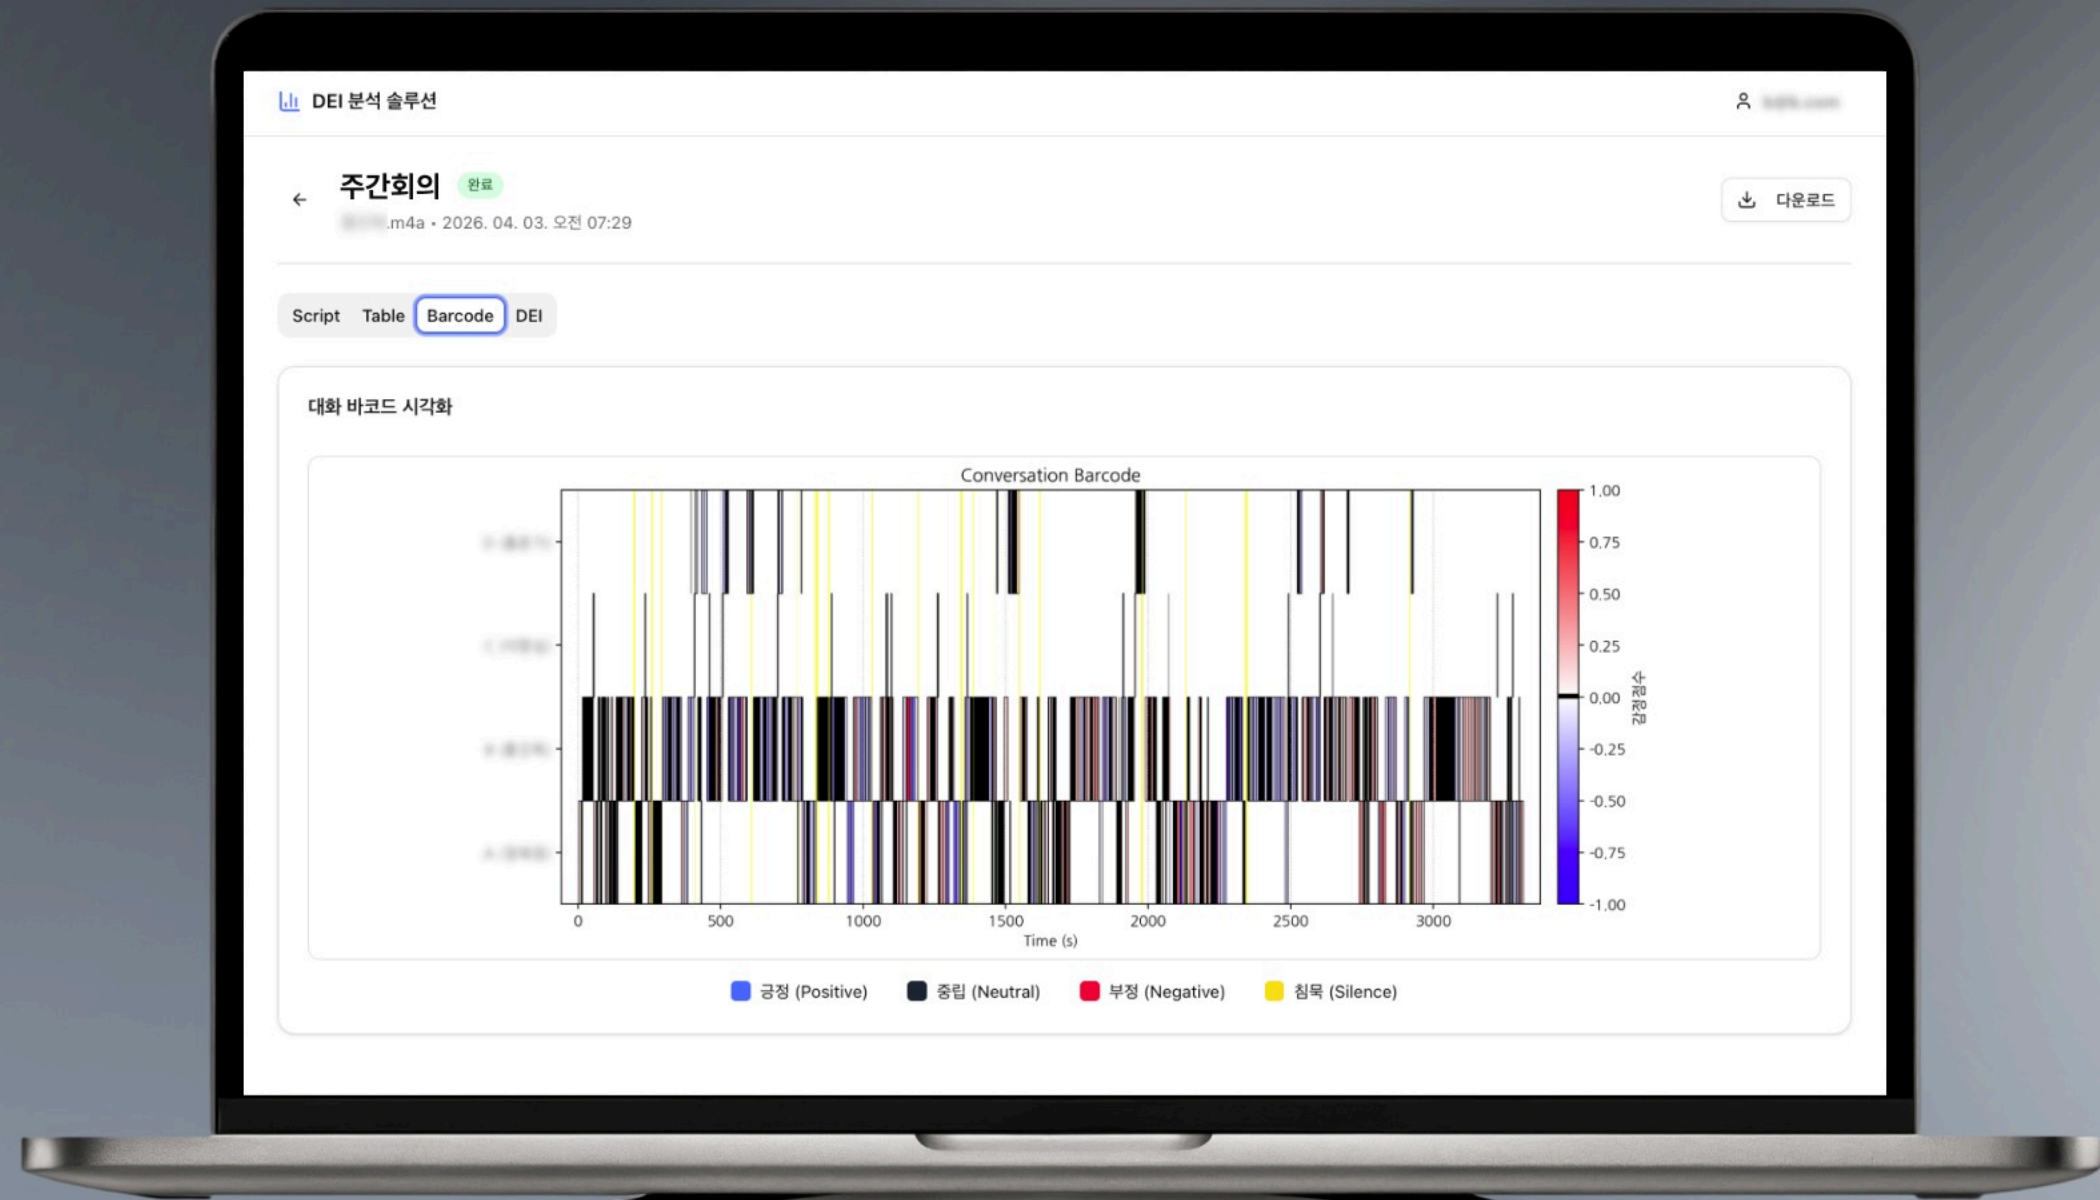 DEI 분석 솔루션
주간회의 완료
.m4a • 2026. 04. 03. 오전 07:29
다운로드
Script Table Barcode DEI
대화 바코드 시각화
Conversation Barcode
1.00
0.75
0.50
0.25
0.00
-0.25
-0.50
-0.75
-1.00
감정점수
0 500 1000 1500 2000 2500 3000
Time (s)
긍정 (Positive) 중립 (Neutral) 부정 (Negative) 침묵 (Silence)